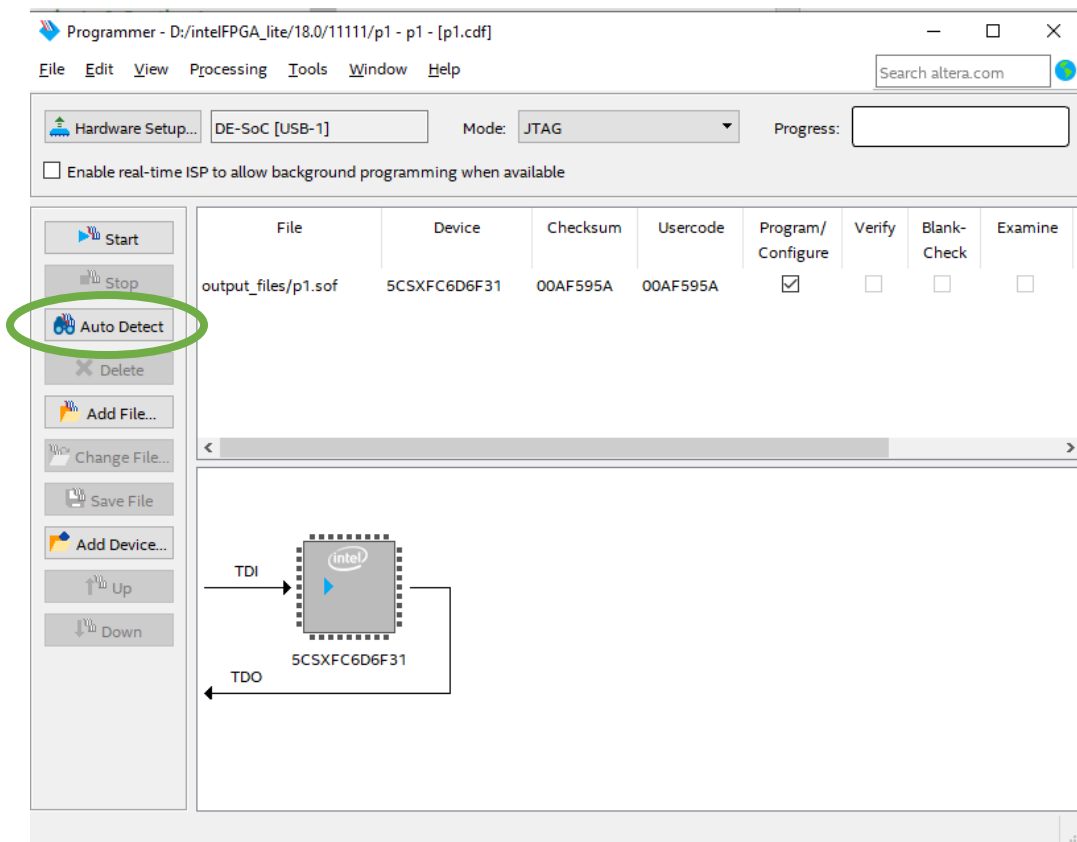 Programmer - D:/intelFPGA_lite/18.0/11111/p1 - p1 - [p1.cdf]
File Edit View Processing Tools Window Help
Search altera.com
Hardware Setup... DE-SoC [USB-1] Mode: JTAG Progress:
Enable real-time ISP to allow background programming when available
File Device Checksum Usercode Program/ Verify Blank- Examine
Configure Check
output_files/p1.sof 5CSXFC6D6F31 00AF595A 00AF595A
Start
Stop
Auto Detect
Delete
Add File...
Change File...
Save File
Add Device...
Up
Down
TDI
intel
5CSXFC6D6F31
TDO